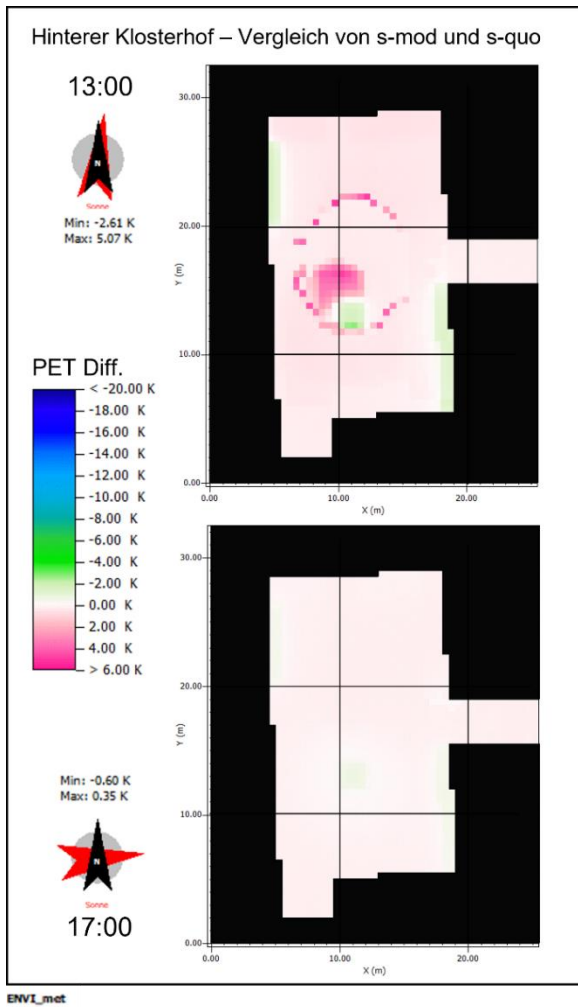 Hinterer Klosterhof – Vergleich von s-mod und s-quo
13:00
N
Sonne
Min: -2.61 K
Max: 5.07 K
30.00
20.00
10.00
0.00
Y (m)
0.00
10.00
20.00
X (m)
PET Diff.
< -20.00 K
-18.00 K
-16.00 K
-14.00 K
-12.00 K
-10.00 K
-8.00 K
-6.00 K
-4.00 K
-2.00 K
0.00 K
2.00 K
4.00 K
> 6.00 K
30.00
20.00
10.00
0.00
Y (m)
0.00
10.00
20.00
X (m)
Min: -0.60 K
Max: 0.35 K
N
Sonne
17:00
ENVI_met